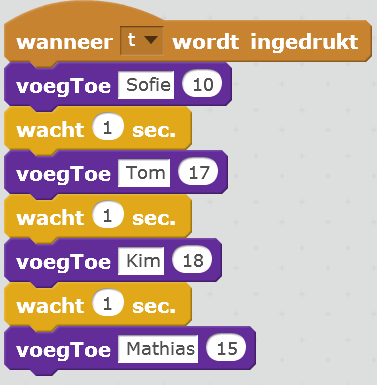 wanneer t wordt ingedrukt
voegToe Sofie 10
wacht 1 sec.
voegToe Tom 17
wacht 1 sec.
voegToe Kim 18
wacht 1 sec.
voegToe Mathias 15